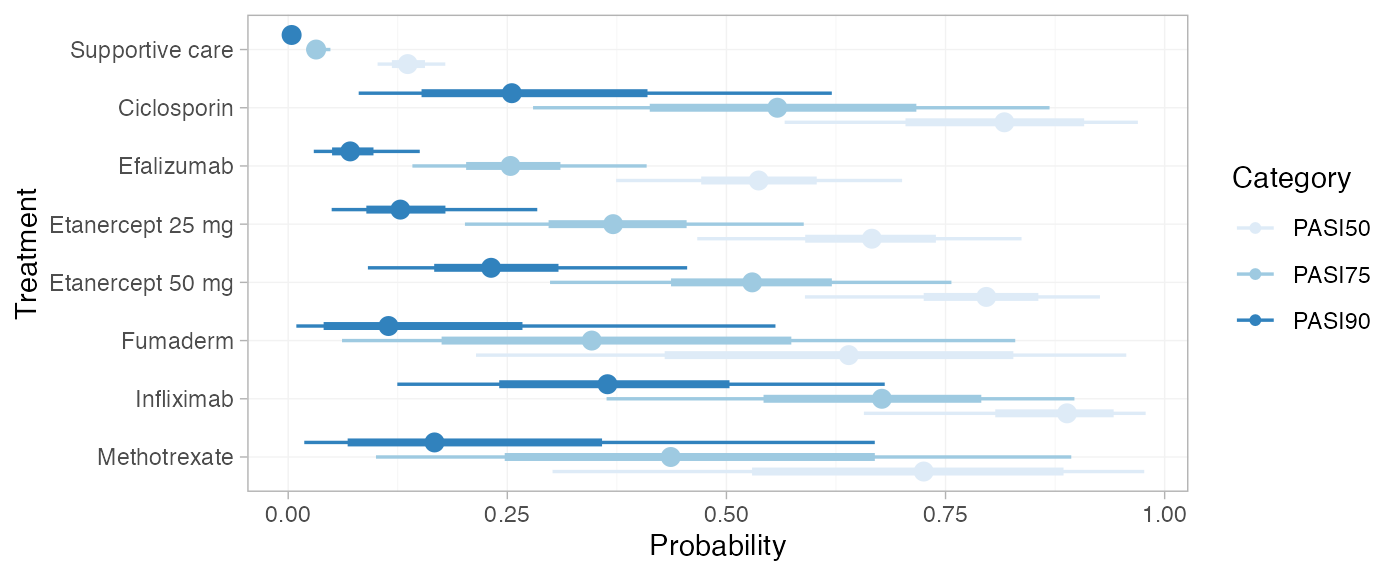 Treatment
Supportive care
Ciclosporin
Efalizumab
Etanercept 25 mg
Etanercept 50 mg
Fumaderm
Infliximab
Methotrexate
0.00 0.25 0.50 0.75 1.00
Probability
Category
PASI50
PASI75
PASI90